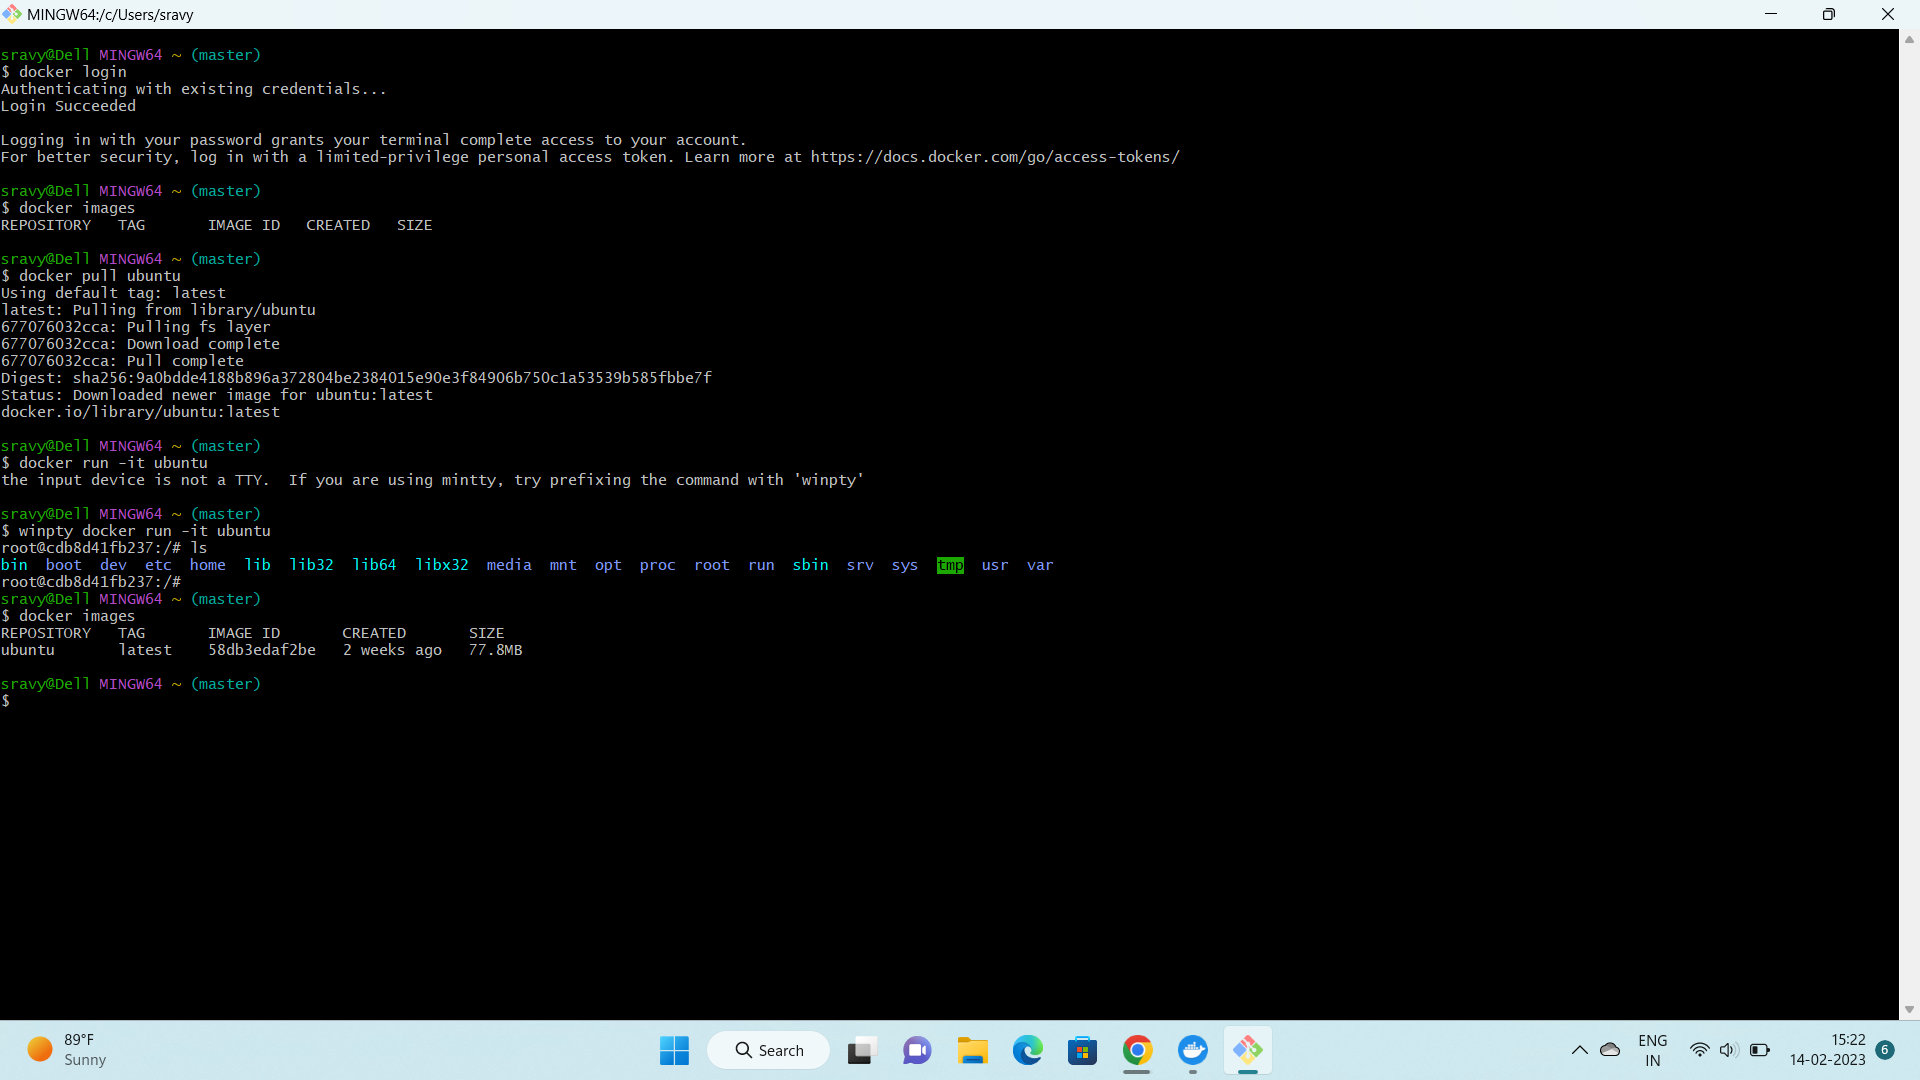 MINGW64:/c/Users/sravy
sravy@Dell MINGW64 ~ (master)
$ docker login
Authenticating with existing credentials...
Login Succeeded
Logging in with your password grants your terminal complete access to your account.
For better security, log in with a limited-privilege personal access token. Learn more at https://docs.docker.com/go/access-tokens/
sravy@Dell MINGW64 ~ (master)
$ docker images
REPOSITORY   TAG       IMAGE ID   CREATED   SIZE
sravy@Dell MINGW64 ~ (master)
$ docker pull ubuntu
Using default tag: latest
latest: Pulling from library/ubuntu
677076032cca: Pulling fs layer
677076032cca: Download complete
677076032cca: Pull complete
Digest: sha256:9a0bdde4188b896a372804be2384015e90e3f84906b750c1a53539b585fbbe7f
Status: Downloaded newer image for ubuntu:latest
docker.io/library/ubuntu:latest
sravy@Dell MINGW64 ~ (master)
$ docker run -it ubuntu
the input device is not a TTY.  If you are using mintty, try prefixing the command with 'winpty'
sravy@Dell MINGW64 ~ (master)
$ winpty docker run -it ubuntu
root@cdb8d41fb237:/# ls
bin  boot  dev  etc  home  lib  lib32  lib64  libx32  media  mnt  opt  proc  root  run  sbin  srv  sys  tmp  usr  var
root@cdb8d41fb237:/#
sravy@Dell MINGW64 ~ (master)
$ docker images
REPOSITORY   TAG       IMAGE ID       CREATED       SIZE
ubuntu       latest    58db3edaf2be   2 weeks ago   77.8MB
sravy@Dell MINGW64 ~ (master)
$
89°F
Sunny
Search
ENG
IN
15:22
14-02-2023
6